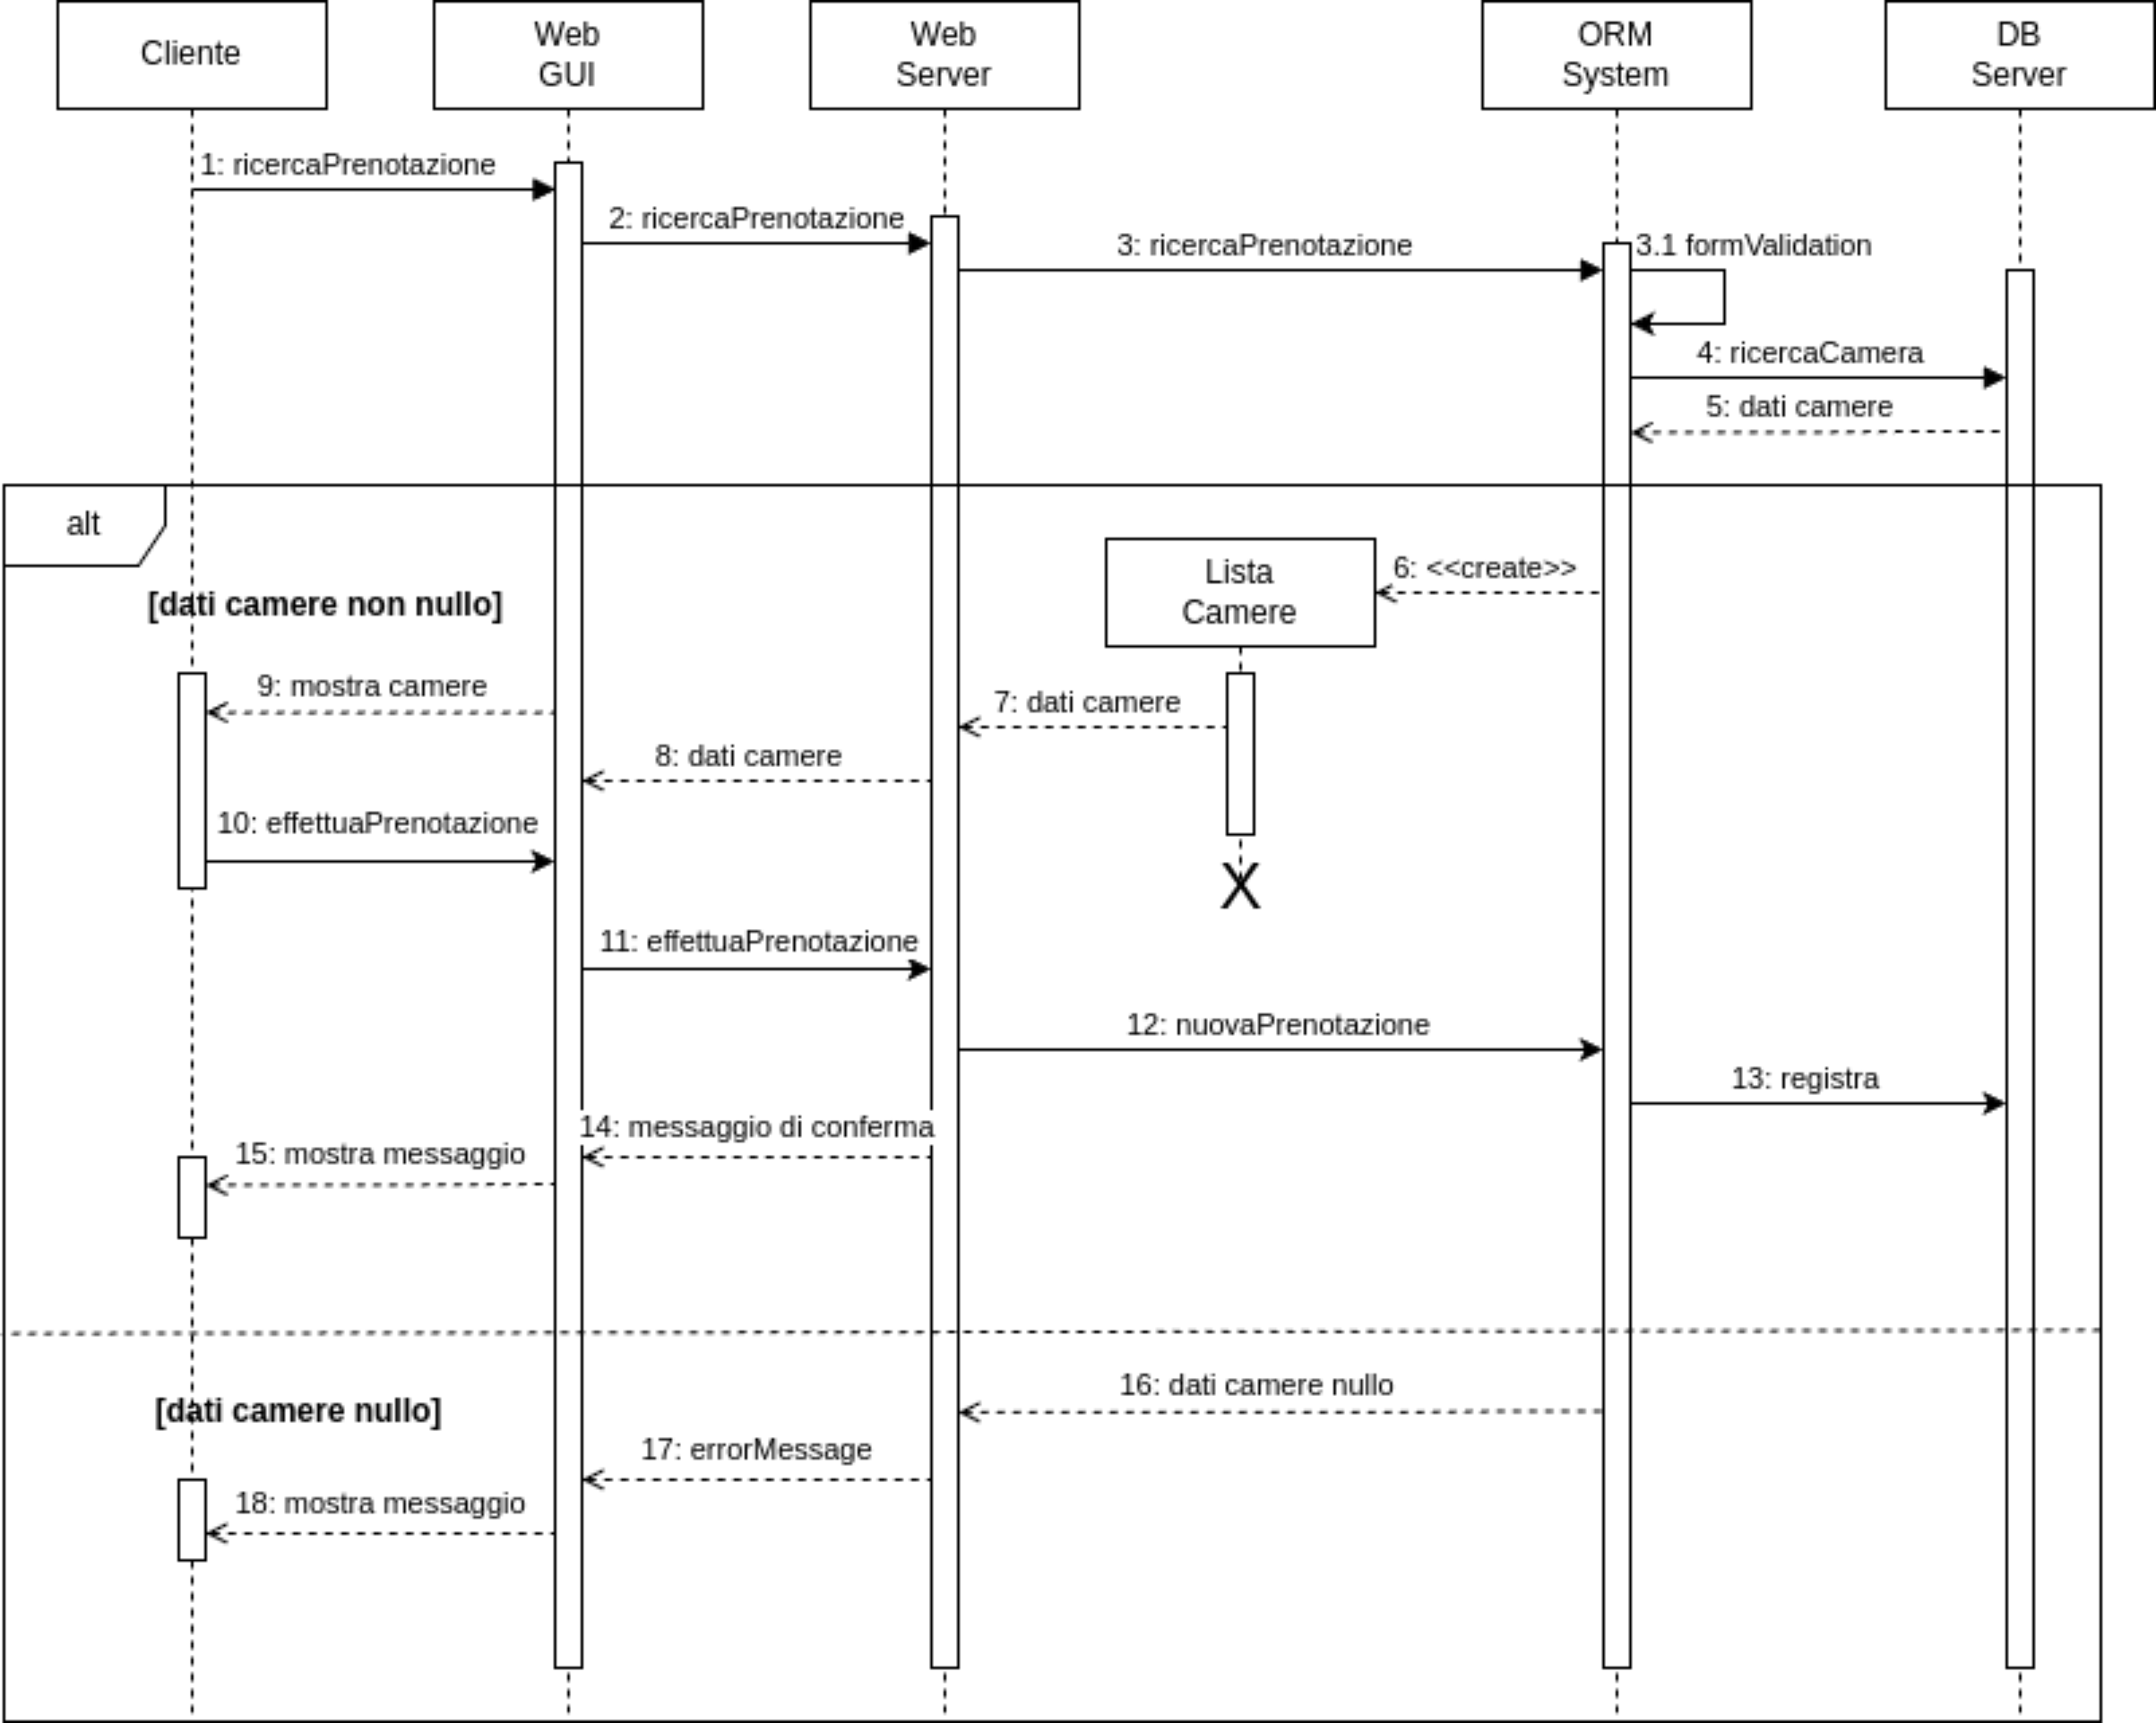 Cliente
Web
GUI
Web
Server
ORM
System
DB
Server
1: ricercaPrenotazione
2: ricercaPrenotazione
3: ricercaPrenotazione
3.1 formValidation
4: ricercaCamera
5: dati camere
alt
Lista
Camere
6: <<create>>
[dati camere non nullo]
9: mostra camere
7: dati camere
8: dati camere
10: effettuaPrenotazione
X
11: effettuaPrenotazione
12: nuovaPrenotazione
13: registra
14: messaggio di conferma
15: mostra messaggio
16: dati camere nullo
[dati camere nullo]
17: errorMessage
18: mostra messaggio